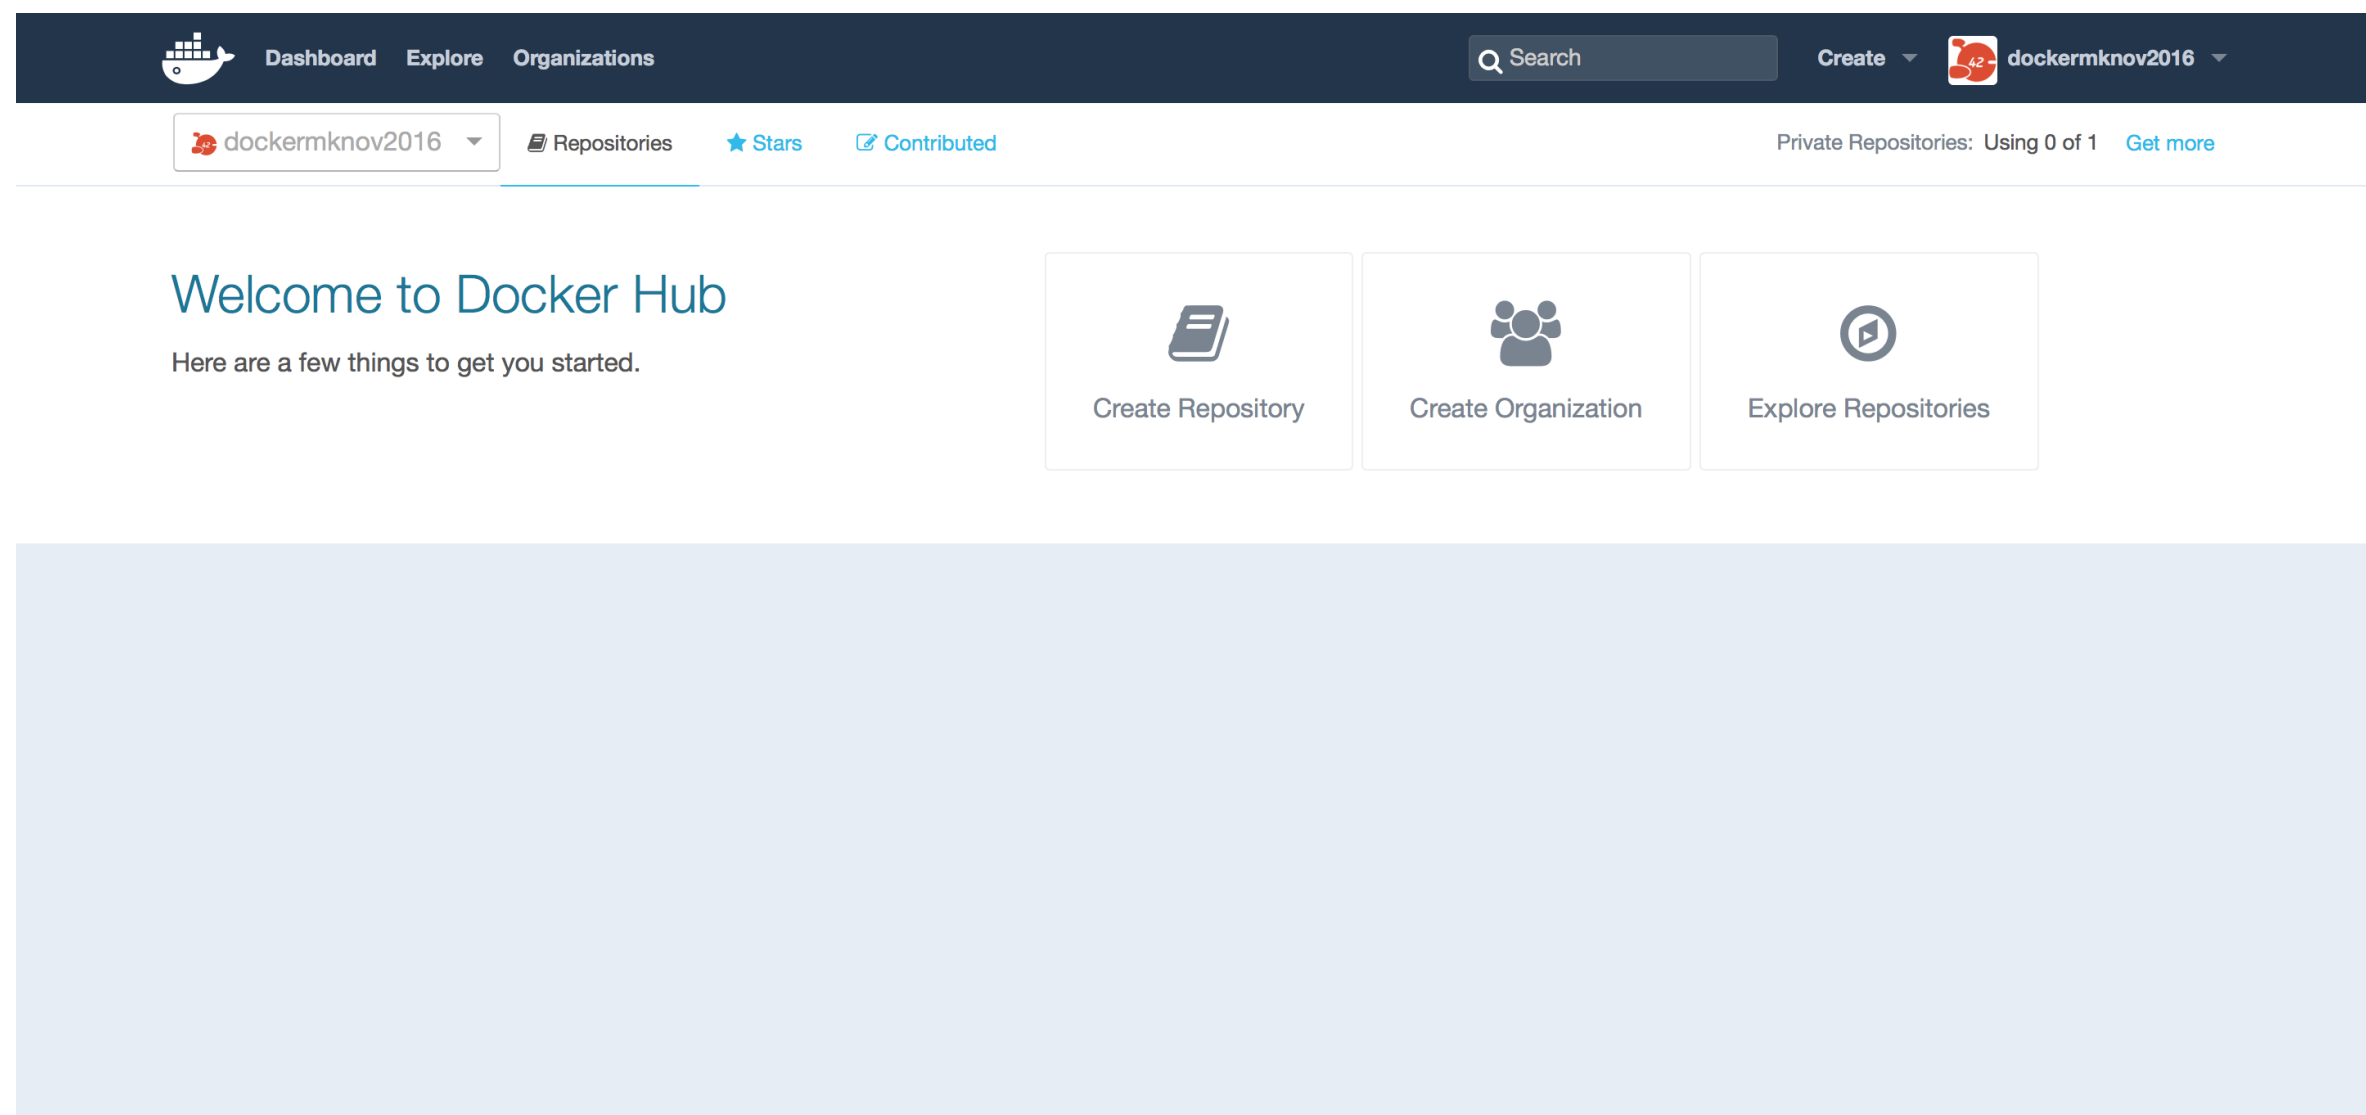 Dashboard Explore Organizations Search Create dockermknov2016
dockermknov2016 Repositories Stars Contributed Private Repositories: Using 0 of 1 Get more
Welcome to Docker Hub
Here are a few things to get you started.
Create Repository Create Organization Explore Repositories
42